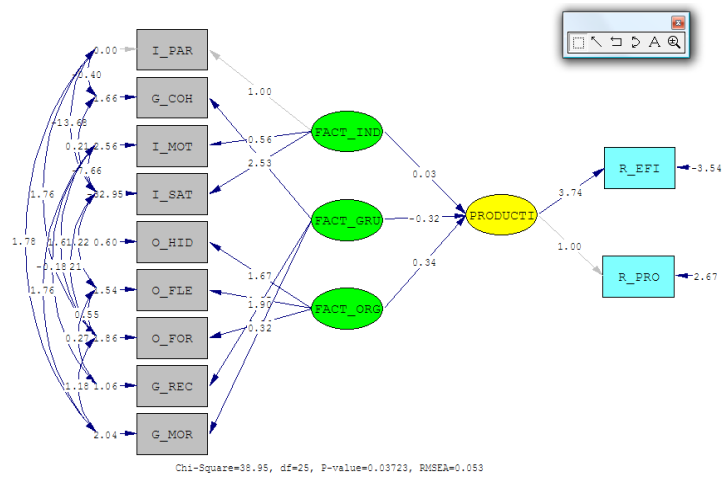 0.00 I_PAR
-0.40
1.66 G_COH
1.00
-13.68
0.21 2.56 I_MOT
0.56
FACT_IND
-7.66
2.53
1.76
I_SAT
0.03
R_EFI
-3.54
3.74
1.78
0.60 O_HID
FACT_GRU
-0.32
PRODUCTI
-0.18
1.67
0.34
1.00
1.54 O_FLE
1.76
1.90
FACT_ORG
R_PRO
2.67
0.55
0.32
0.27 1.86 O_FOR
1.18 1.06 G_REC
2.04 G_MOR
Chi-Square=38.95, df=25, P-value=0.03723, RMSEA=0.053